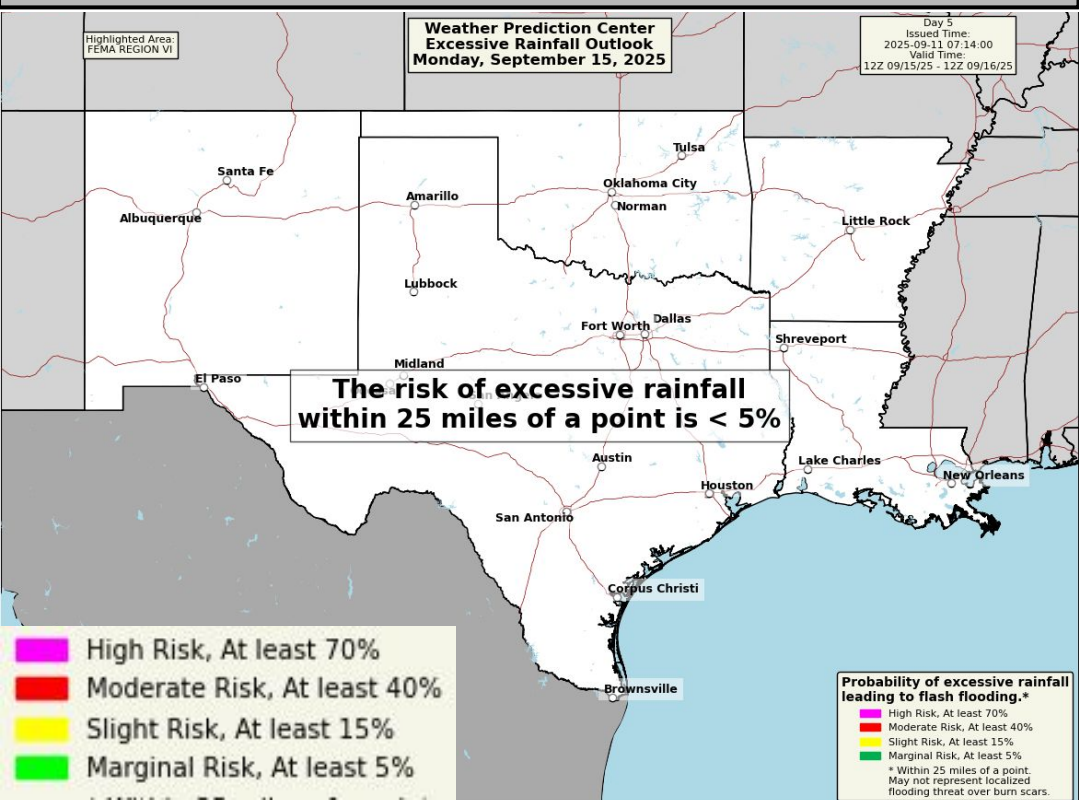 Highlighted Area:
FEMA REGION VI
Weather Prediction Center
Excessive Rainfall Outlook
Monday, September 15, 2025
Day 5
Issued Time:
2025-09-11 07:14:00
Valid Time:
12Z 09/15/25 - 12Z 09/16/25
Tulsa
Santa Fe
Oklahoma City
Amarillo
Norman
Albuquerque
Little Rock
Lubbock
Dallas
Fort Worth
Shreveport
Midland
El Paso
The risk of excessive rainfall
within 25 miles of a point is < 5%
Austin
Lake Charles
New Orleans
Houston
San Antonio
Corpus Christi
Brownsville
High Risk, At least 70%
Moderate Risk, At least 40%
Slight Risk, At least 15%
Marginal Risk, At least 5%
Probability of excessive rainfall
leading to flash flooding.*
High Risk, At least 70%
Moderate Risk, At least 40%
Slight Risk, At least 15%
Marginal Risk, At least 5%
* Within 25 miles of a point.
May not represent localized
flooding threat over burn scars.